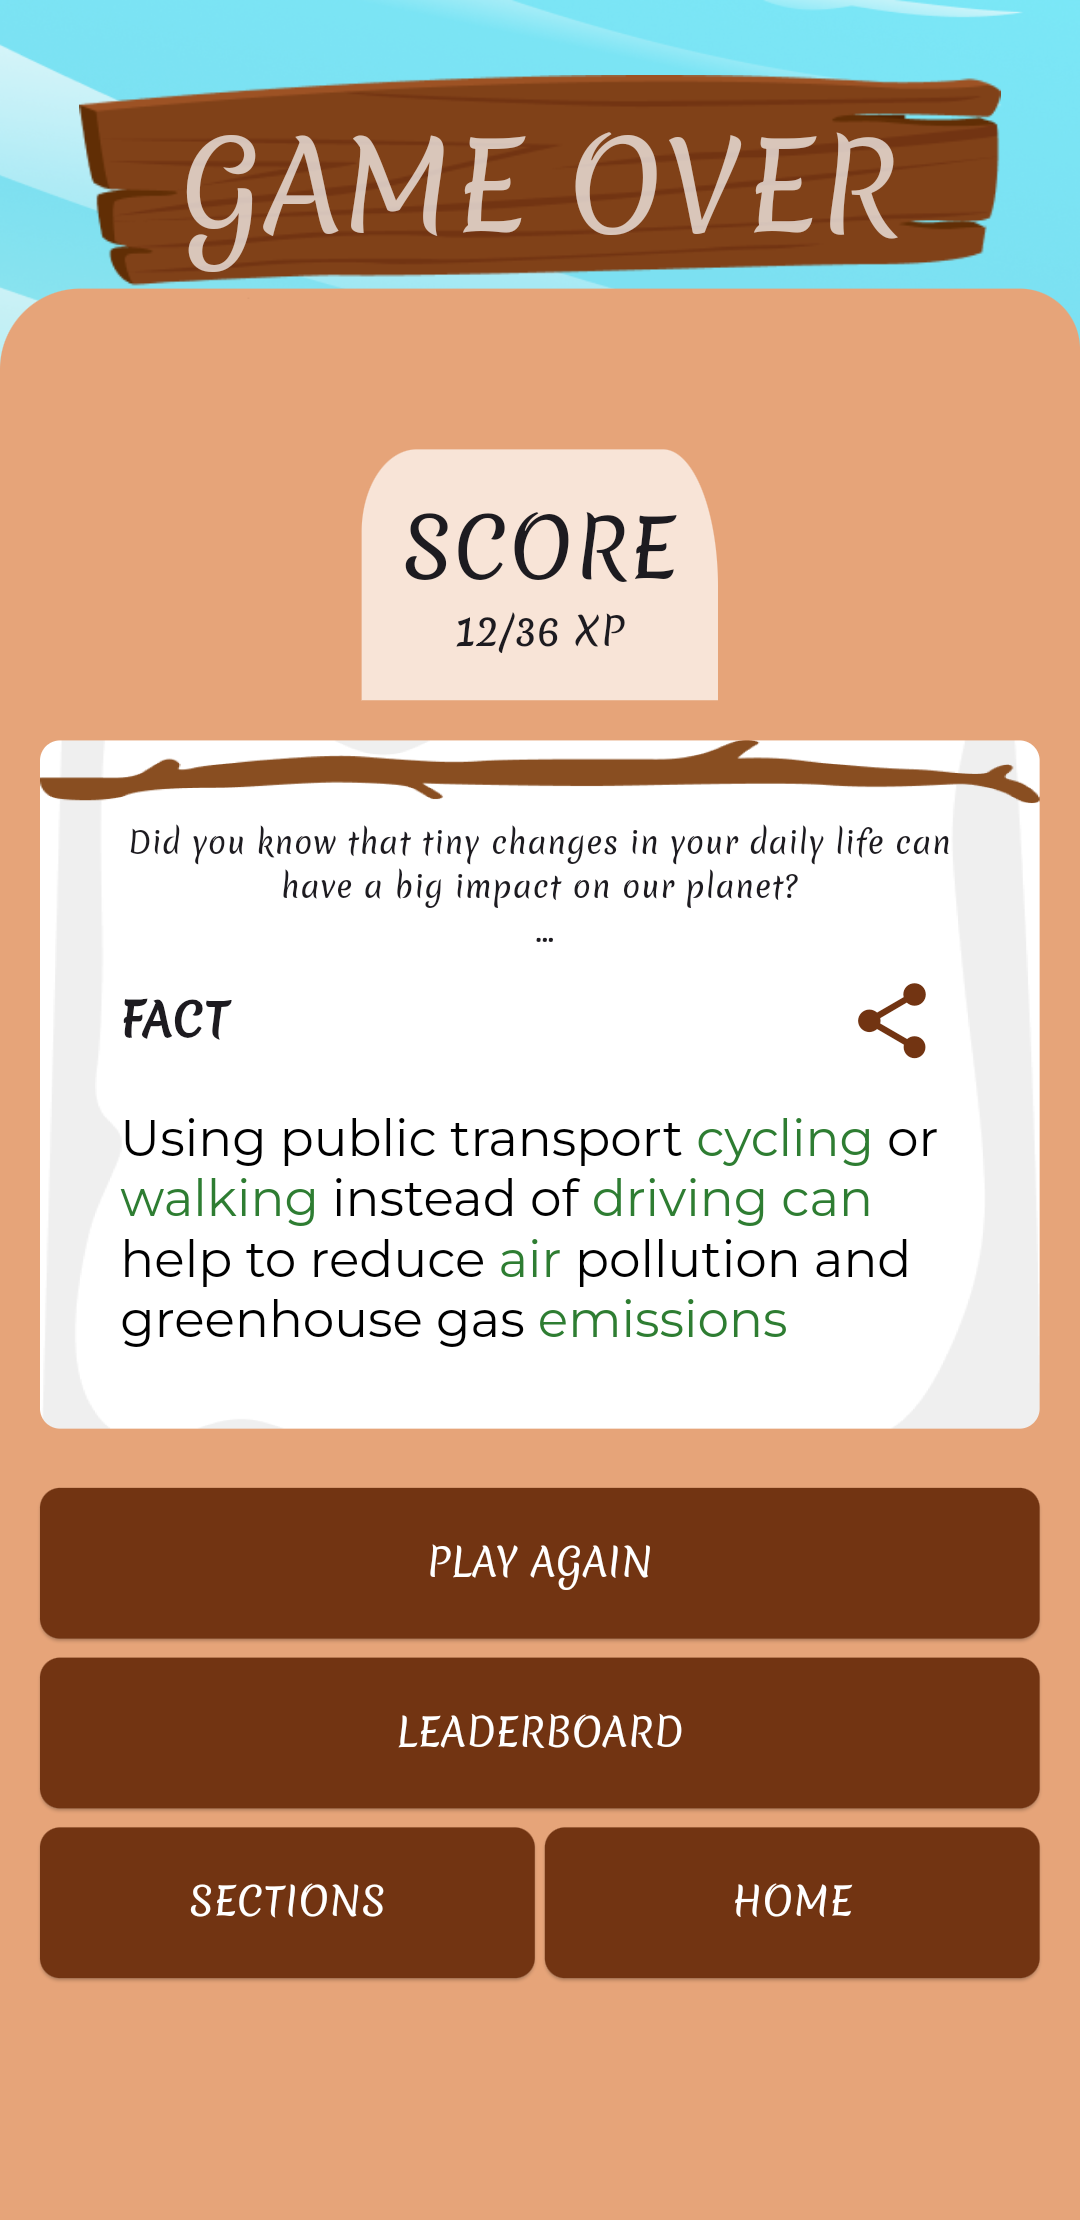 GAME OVER
SCORE
12/36 XP
Did you know that tiny changes in your daily life can
have a big impact on our planet?
...
FACT
Using public transport cycling or
walking instead of driving can
help to reduce air pollution and
greenhouse gas emissions
PLAY AGAIN
LEADERBOARD
SECTIONS
HOME